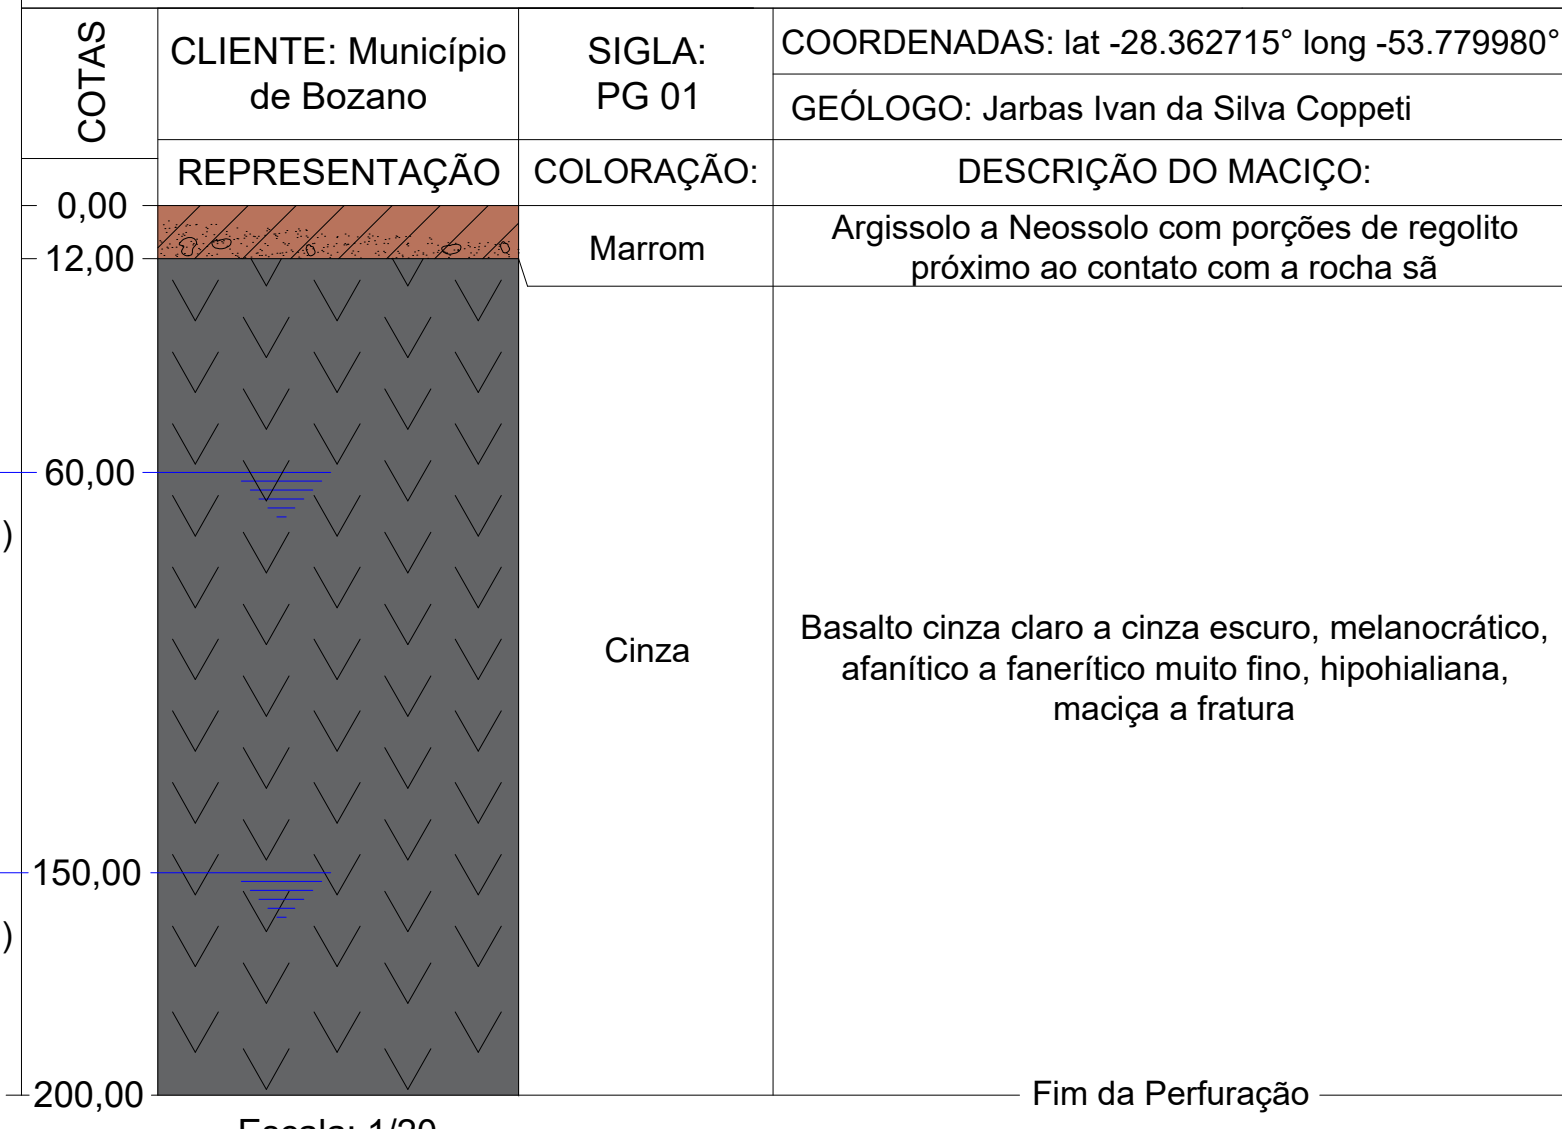 COTAS
CLIENTE: Município
de Bozano
SIGLA:
PG 01
COORDENADAS: lat -28.362715° long -53.779980°
GEÓLOGO: Jarbas Ivan da Silva Coppeti
REPRESENTAÇÃO
COLORAÇÃO:
DESCRIÇÃO DO MACIÇO:
0,00
12,00
Marrom
Argissolo a Neossolo com porções de regolito
próximo ao contato com a rocha sã
60,00
)
Cinza
Basalto cinza claro a cinza escuro, melanocrático,
afanítico a fanerítico muito fino, hipohialiana,
maciça a fratura
150,00
)
200,00
Fim da Perfuração
Escala: 1/20